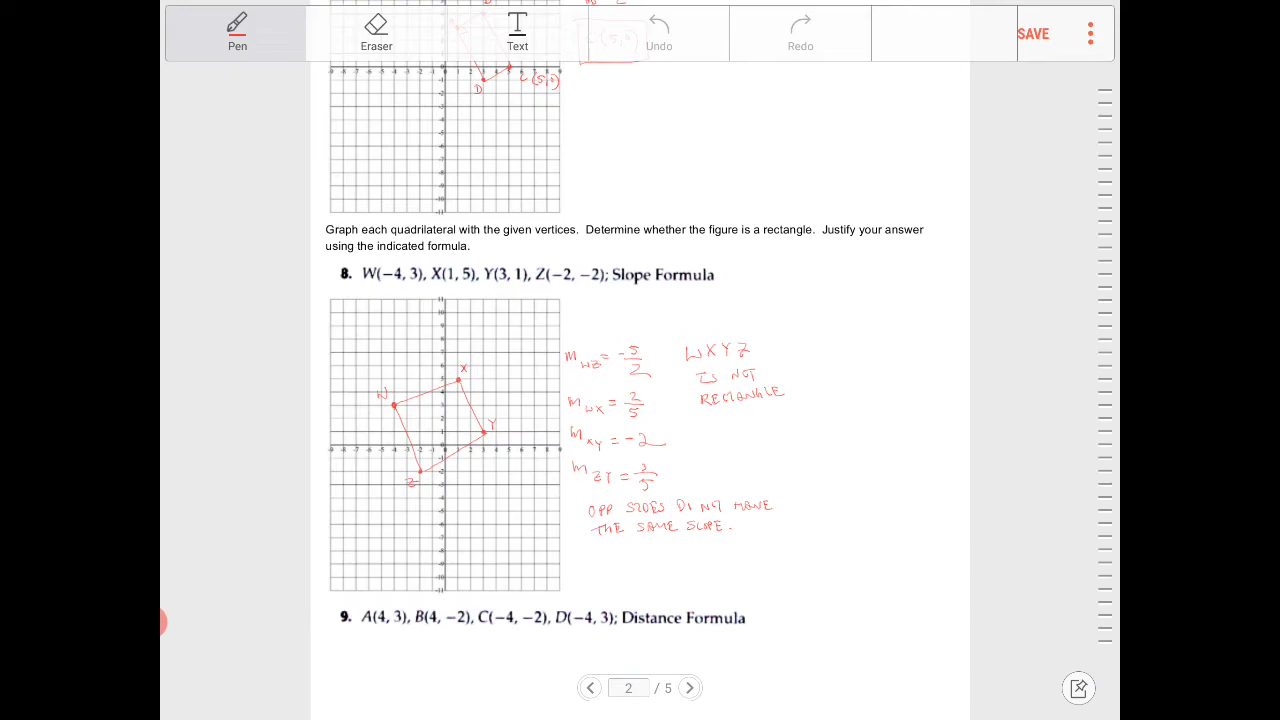 Pen
Eraser
Text
Undo
Redo
SAVE
D
C(5,0)
Graph each quadrilateral with the given vertices. Determine whether the figure is a rectangle. Justify your answer
using the indicated formula.
8. W(−4, 3), X(1, 5), Y(3, 1), Z(−2, −2); Slope Formula
W
X
Y
Z
M WZ = -5/2
M WX = 2/5
M XY = -2
M ZY = 3/5
OPP SIDES DO NOT HAVE
THE SAME SLOPE.
WXYZ
IS NOT
RECTANGLE
9. A(4, 3), B(4, −2), C(−4, −2), D(−4, 3); Distance Formula
2 / 5